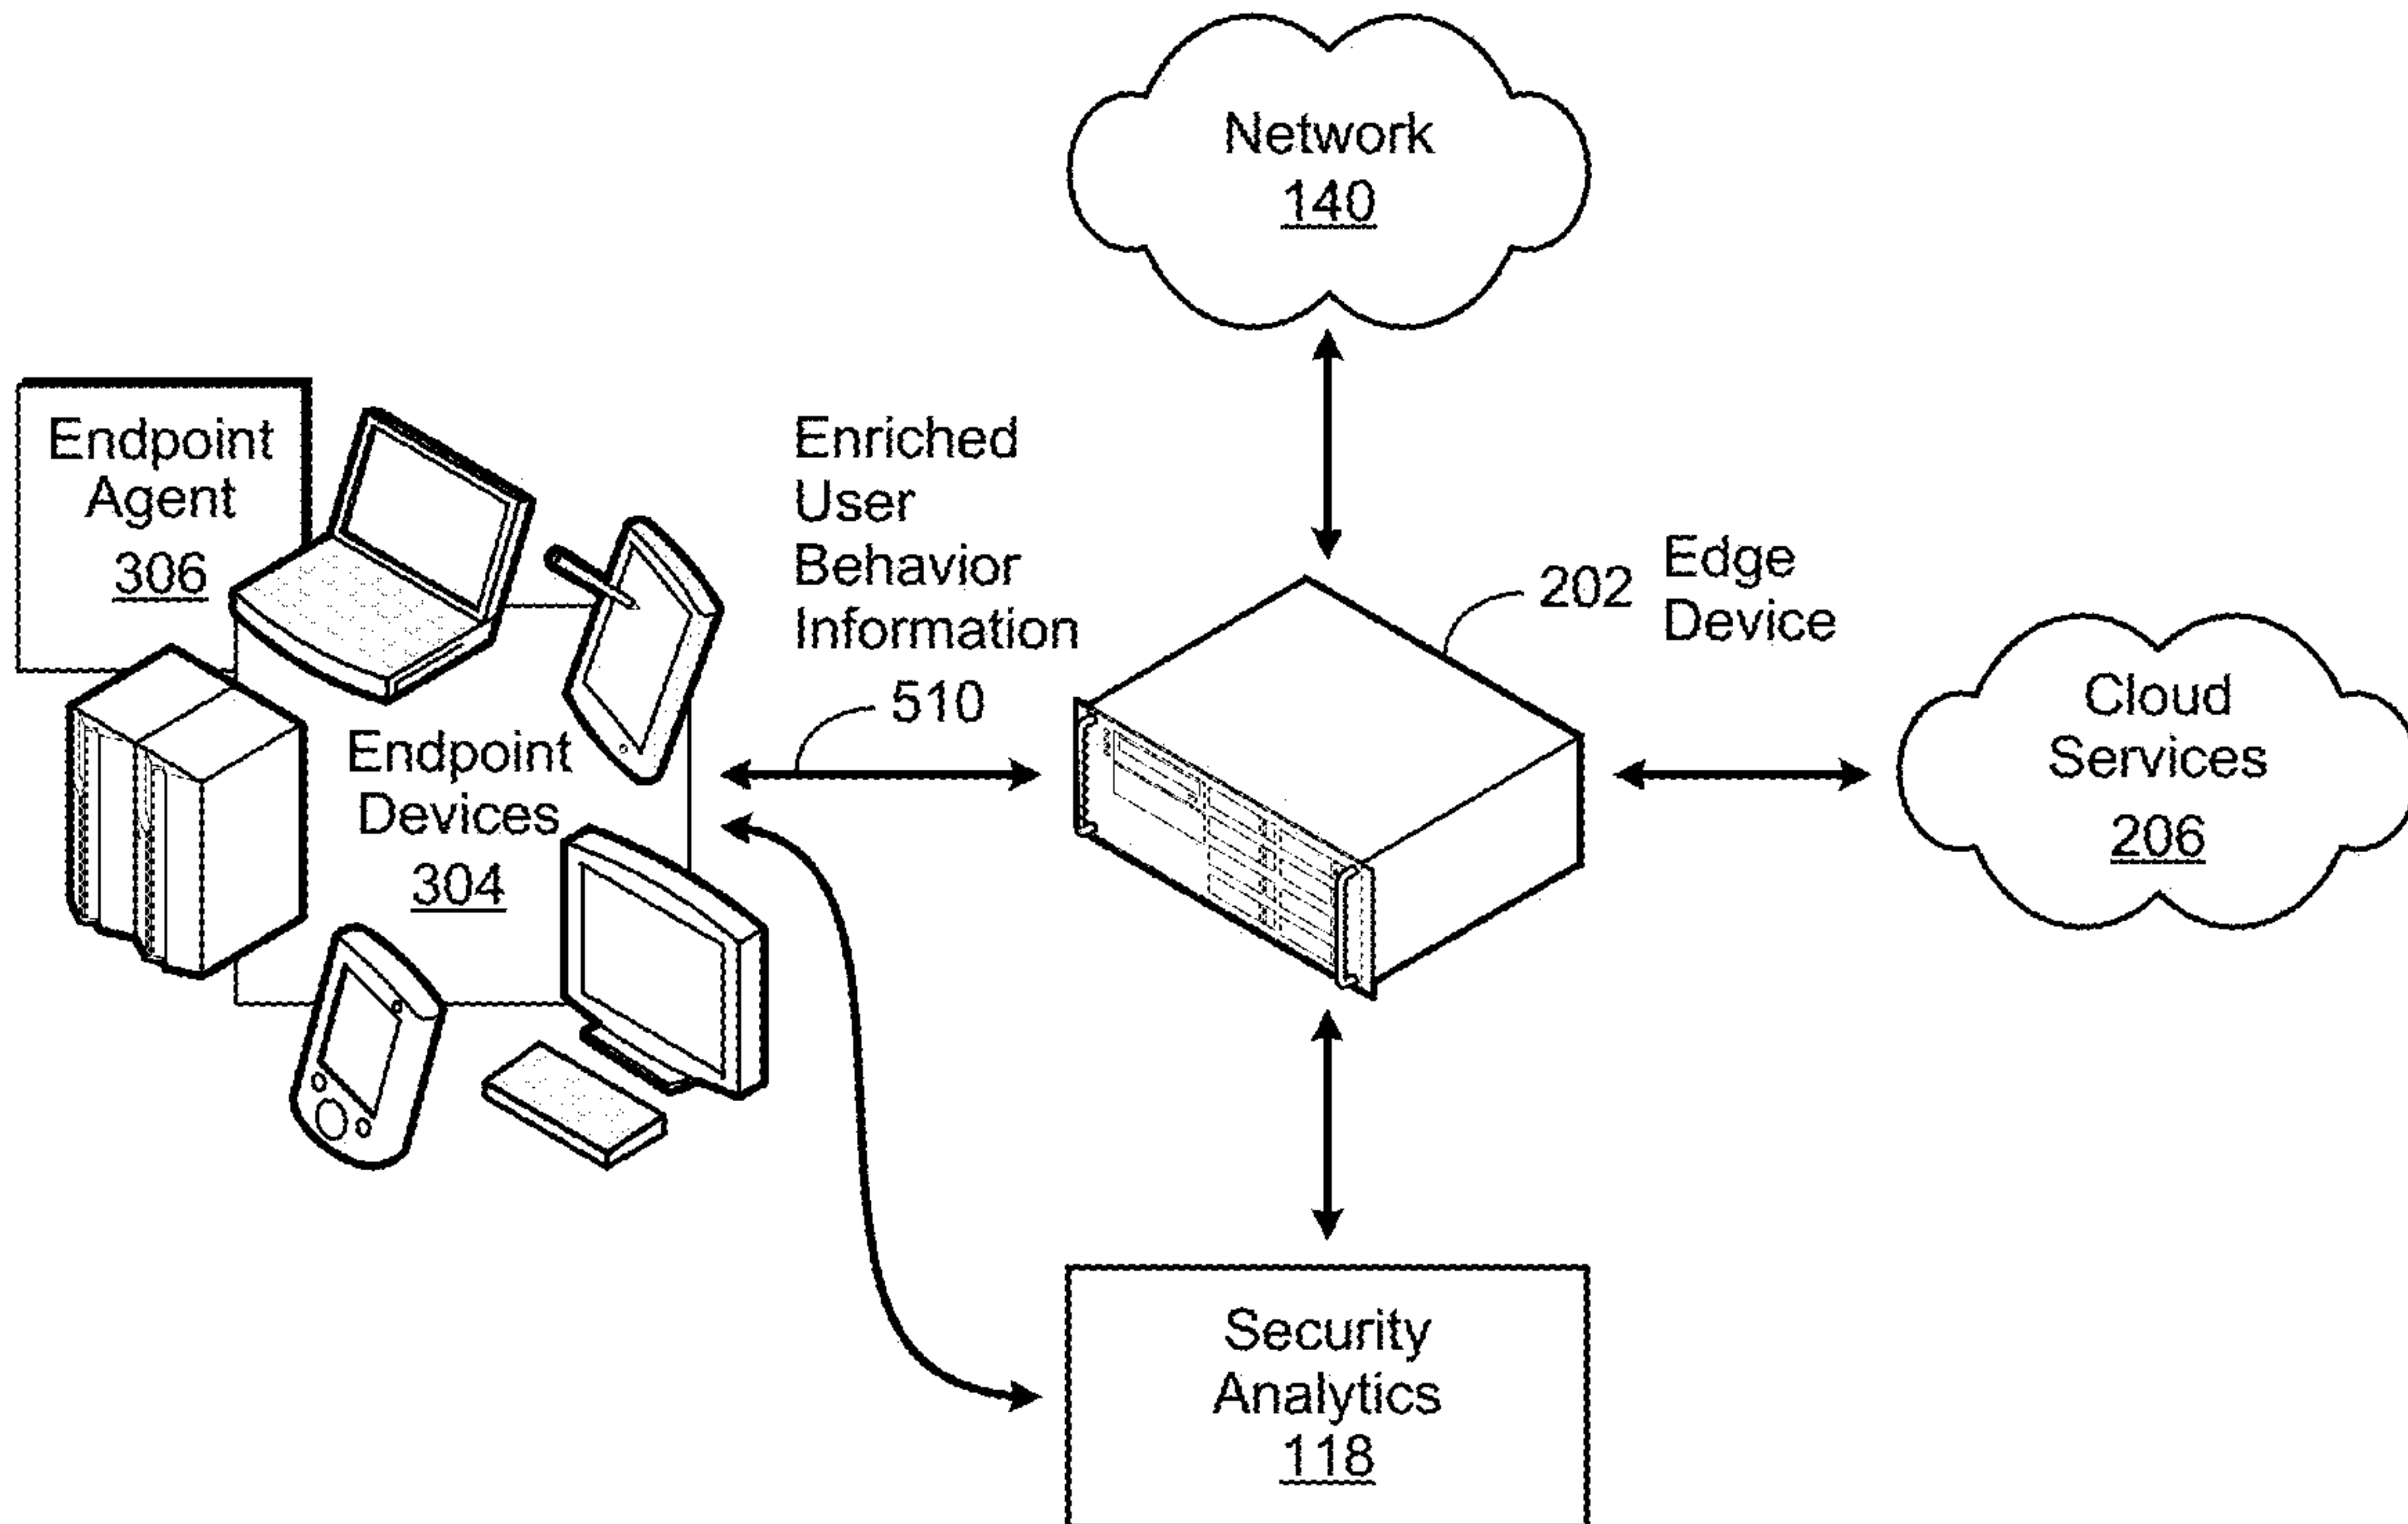 Network
140
Endpoint
Agent
306
Enriched
User
Behavior
Information
510
202
Edge
Device
Cloud
Services
206
Endpoint
Devices
304
Security
Analytics
118